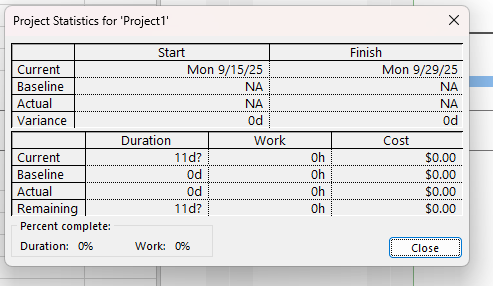 Project Statistics for 'Project1'
Start Finish
Current Mon 9/15/25 Mon 9/29/25
Baseline NA NA
Actual NA NA
Variance 0d 0d
Duration Work Cost
Current 11d? 0h $0.00
Baseline 0d 0h $0.00
Actual 0d 0h $0.00
Remaining 11d? 0h $0.00
Percent complete:
Duration: 0% Work: 0%
Close